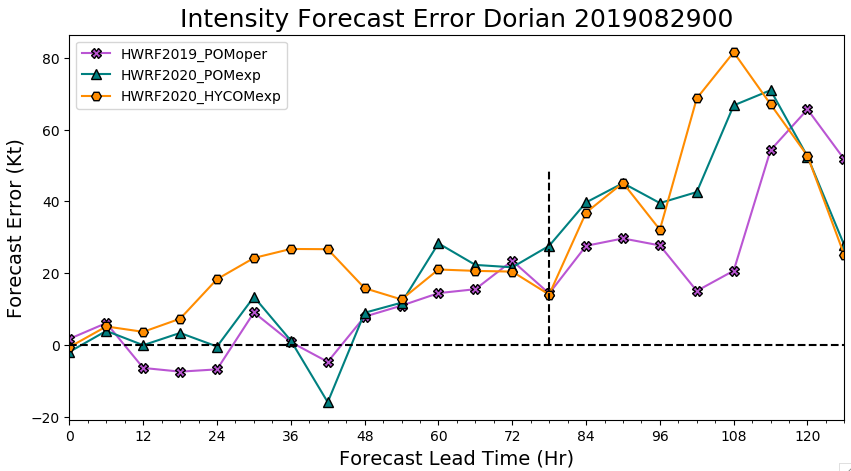 Intensity Forecast Error Dorian 2019082900
HWRF2019_POMoper
HWRF2020_POMexp
HWRF2020_HYCOMexp
Forecast Error (Kt)
80
60
40
20
0
−20
0 12 24 36 48 60 72 84 96 108 120
Forecast Lead Time (Hr)